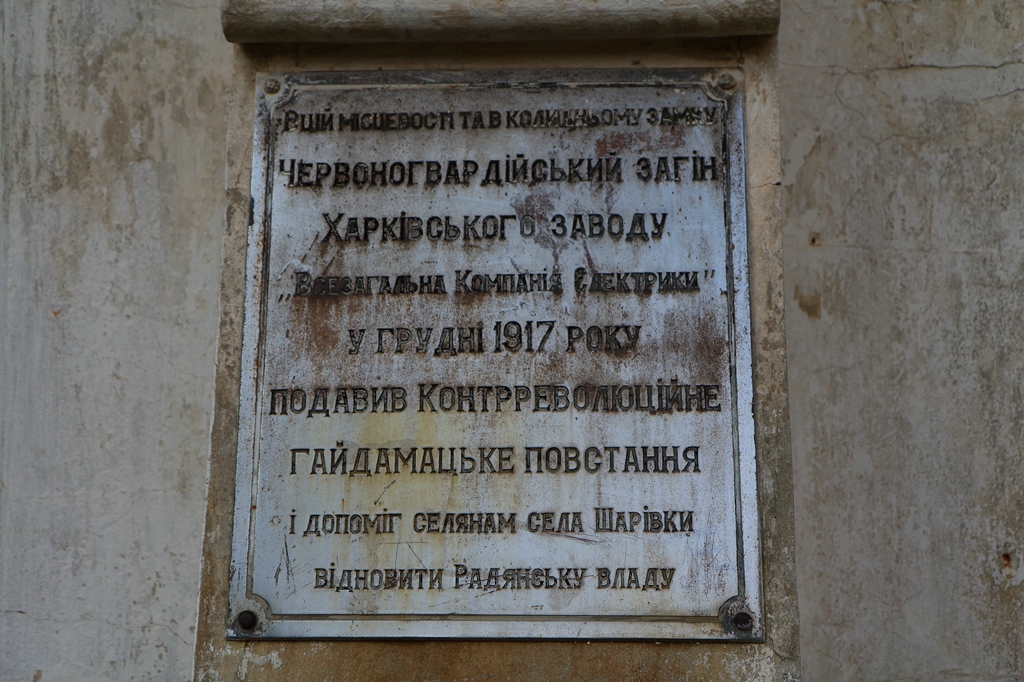 В цій місцевості та в колишньому замку
Червоногвардійський загін
Харківського заводу
„Всезагальна Компанія Єлектрики"
у грудні 1917 року
подавив Контрреволюційне
гайдамацьке повстання
і допоміг селянам села Шарівки
відновити Радянську владу